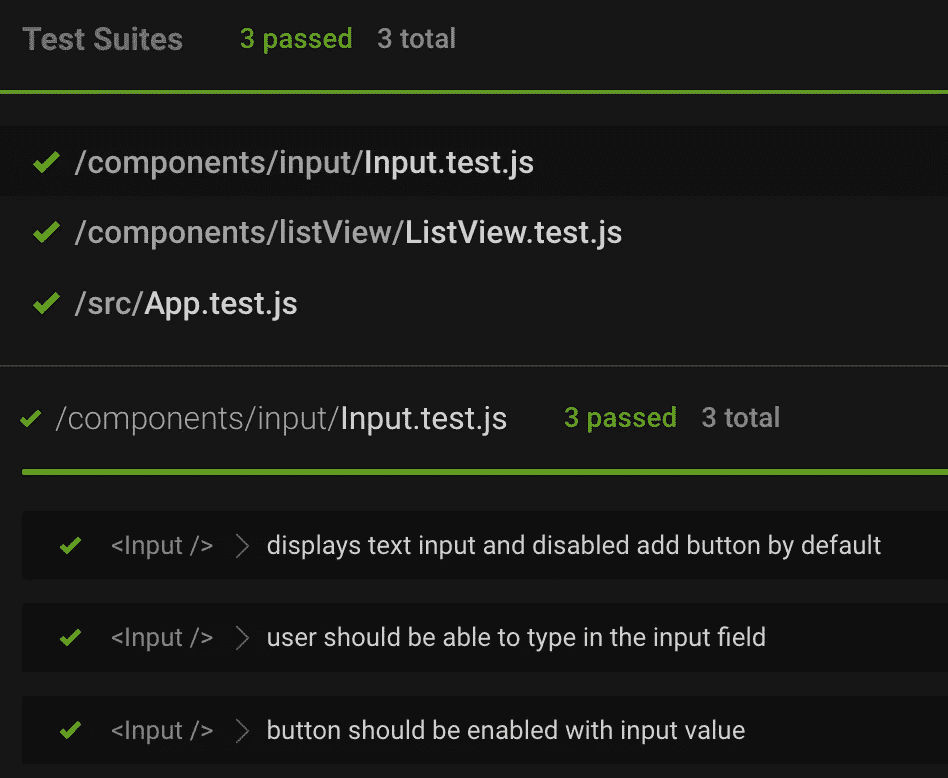 Test Suites 3 passed 3 total
/components/input/Input.test.js
/components/listView/ListView.test.js
/src/App.test.js
/components/input/Input.test.js 3 passed 3 total
<Input /> > displays text input and disabled add button by default
<Input /> > user should be able to type in the input field
<Input /> > button should be enabled with input value